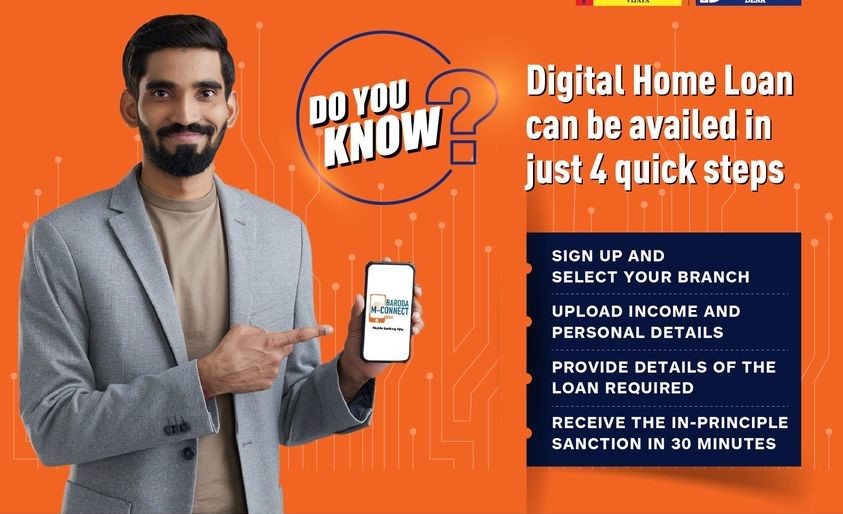 VIJAYA
DENA
DO YOU
KNOW?
Digital Home Loan
can be availed in
just 4 quick steps
BARODA
M-CONNECT
plus
Mobile Banking App
SIGN UP AND
SELECT YOUR BRANCH
UPLOAD INCOME AND
PERSONAL DETAILS
PROVIDE DETAILS OF THE
LOAN REQUIRED
RECEIVE THE IN-PRINCIPLE
SANCTION IN 30 MINUTES